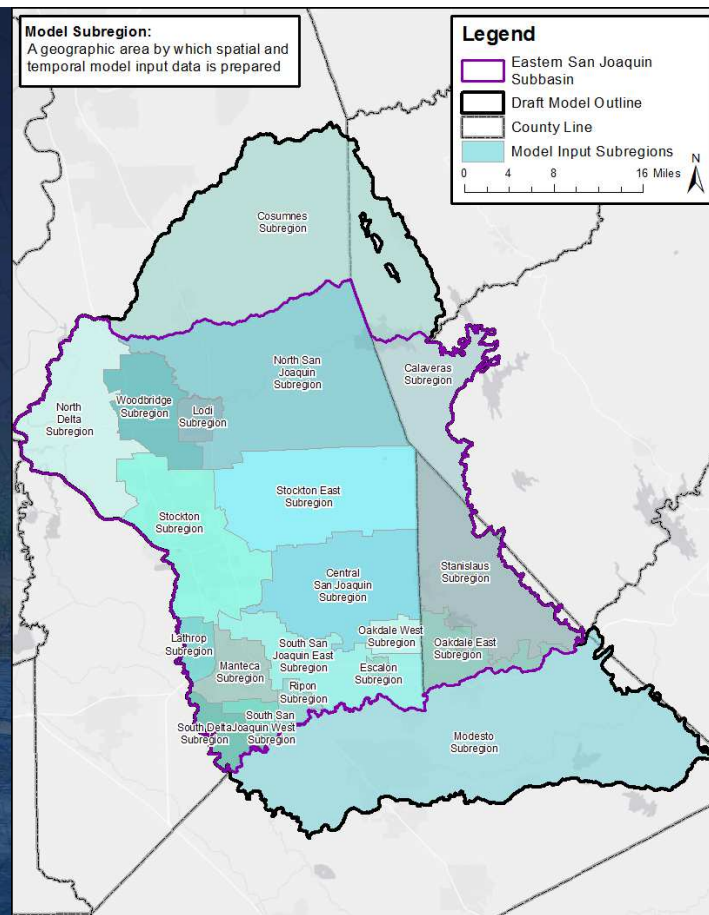 Model Subregion:
A geographic area by which spatial and
temporal model input data is prepared
Legend
Eastern San Joaquin
Subbasin
Draft Model Outline
County Line
Model Input Subregions
0 4 8 16 Miles
N
Cosumnes
Subregion
North San
Joaquin
Subregion
Calaveras
Subregion
North
Delta
Subregion
Woodbridge
Subregion
Lodi
Subregion
Stockton East
Subregion
Stockton
Subregion
Central
San Joaquin
Subregion
Stanislaus
Subregion
Lathrop
Subregion
Manteca
Subregion
South San
Joaquin East
Subregion
Oakdale West
Subregion
Oakdale East
Subregion
Escalon
Subregion
Ripon
Subregion
South Delta
Subregion
South San
Joaquin West
Subregion
Modesto
Subregion